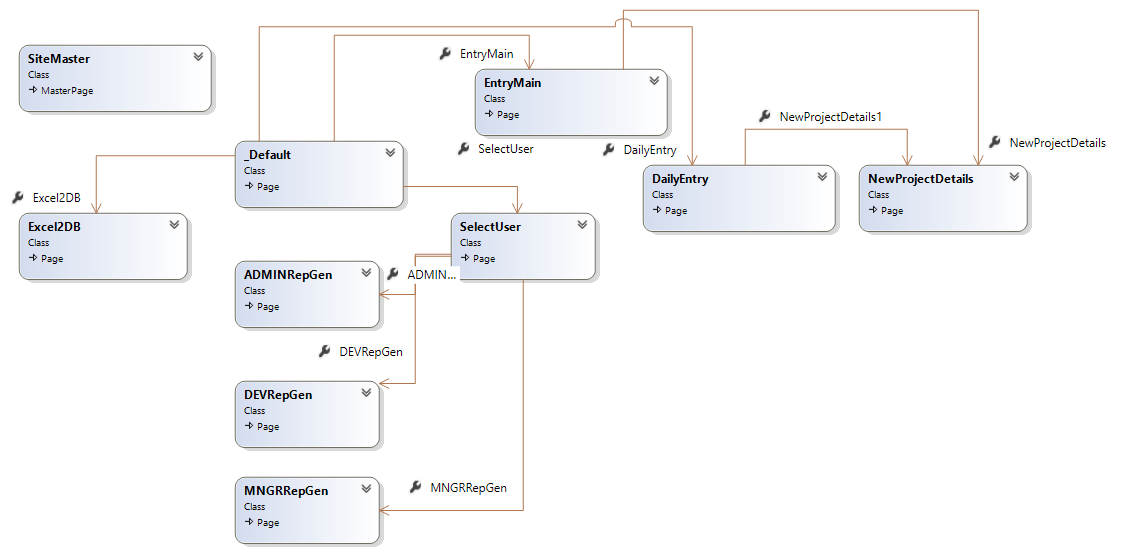 SiteMaster
Class
MasterPage
EntryMain
EntryMain
Class
Page
NewProjectDetails1
NewProjectDetails
SelectUser
DailyEntry
_Default
Class
Page
DailyEntry
Class
Page
NewProjectDetails
Class
Page
Excel2DB
Excel2DB
Class
Page
SelectUser
Class
Page
ADMINRepGen
Class
Page
ADMIN...
DEVRepGen
DEVRepGen
Class
Page
MNGRRepGen
MNGRRepGen
Class
Page